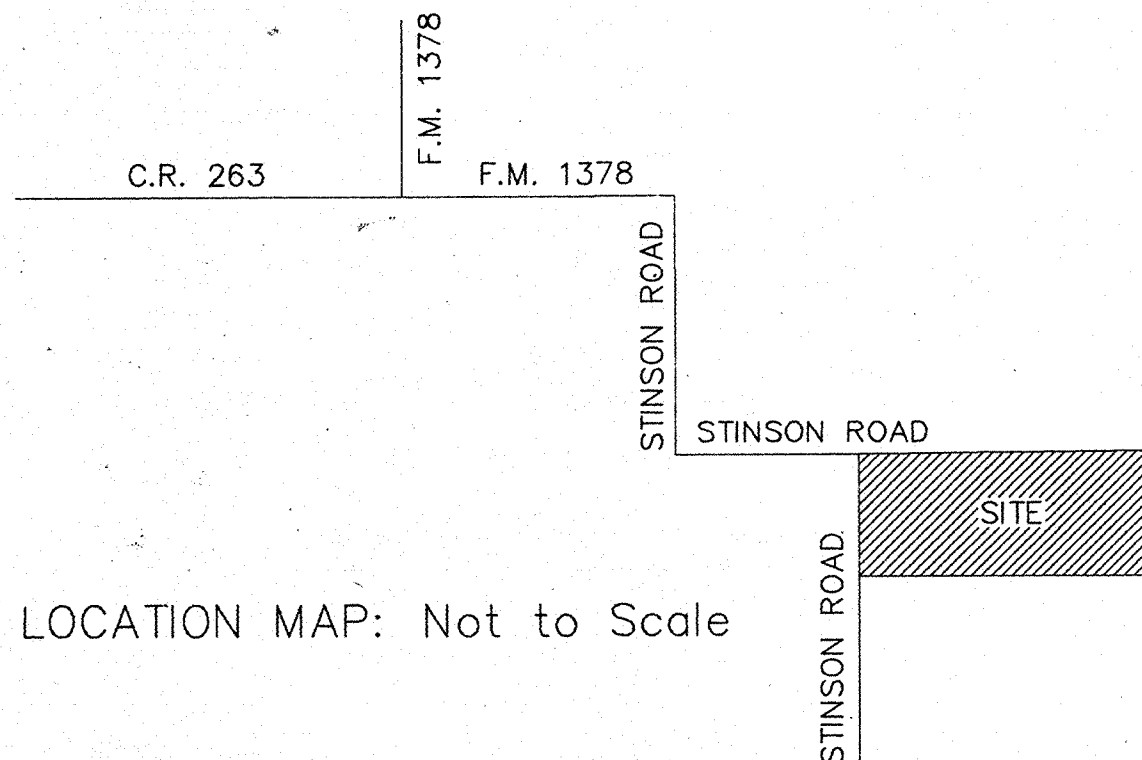 F.M. 1378
C.R. 263
F.M. 1378
STINSON ROAD
STINSON ROAD
SITE
STINSON ROAD
LOCATION MAP: Not to Scale